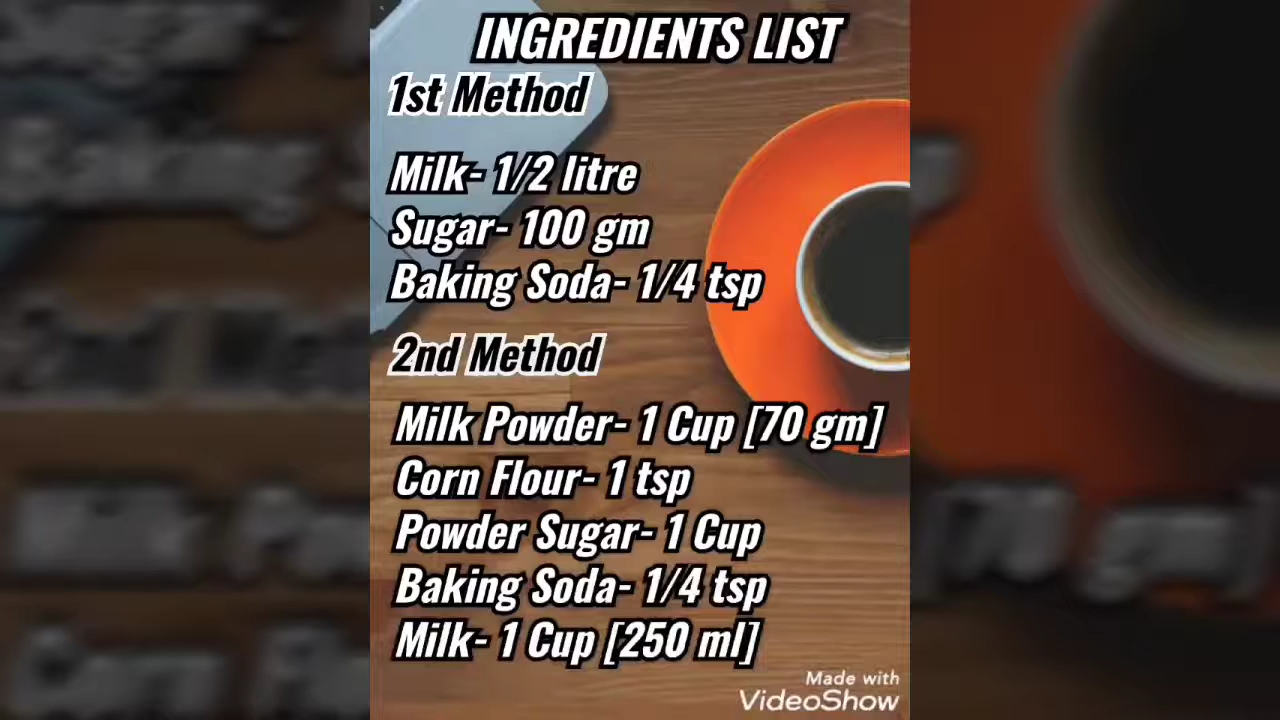 INGREDIENTS LIST
1st Method
Milk- 1/2 litre
Sugar- 100 gm
Baking Soda- 1/4 tsp
2nd Method
Milk Powder- 1 Cup [70 gm]
Corn Flour- 1 tsp
Powder Sugar- 1 Cup
Baking Soda- 1/4 tsp
Milk- 1 Cup [250 ml]
Made with
VideoShow